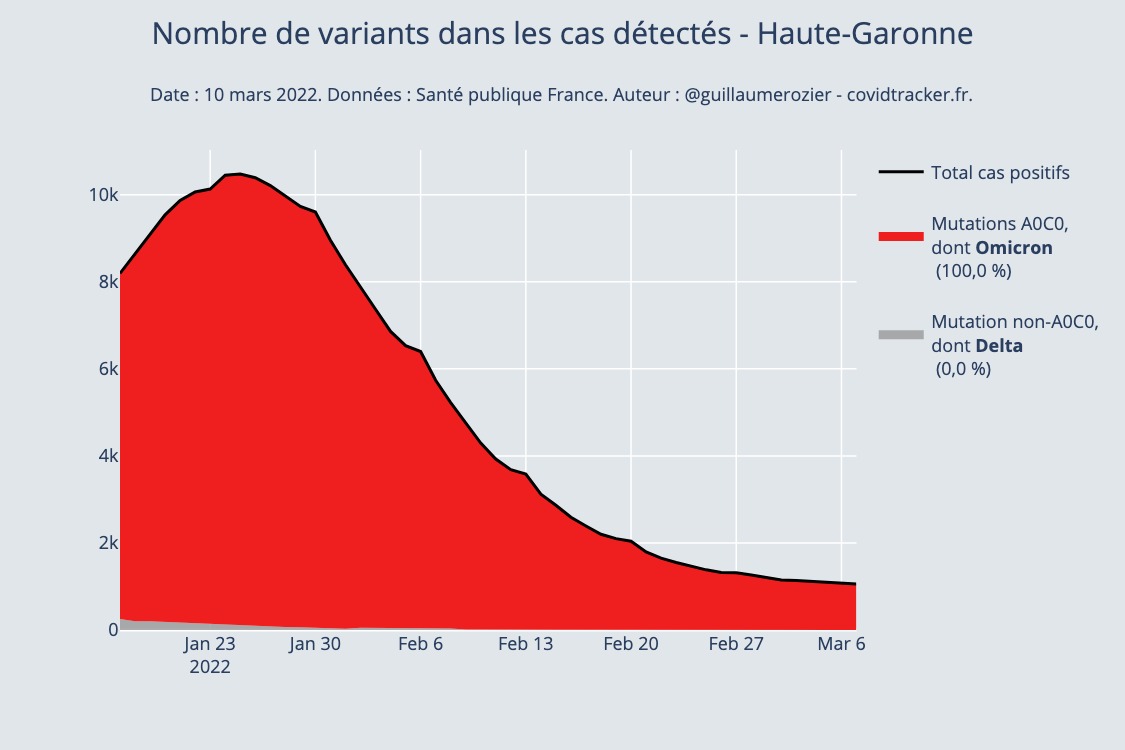 Nombre de variants dans les cas détectés - Haute-Garonne
Date : 10 mars 2022. Données : Santé publique France. Auteur : @guillaumerozier - covidtracker.fr.
10k
8k
6k
4k
2k
0
Jan 23
2022
Jan 30
Feb 6
Feb 13
Feb 20
Feb 27
Mar 6
Total cas positifs
Mutations A0C0,
dont Omicron
(100,0 %)
Mutation non-A0C0,
dont Delta
(0,0 %)